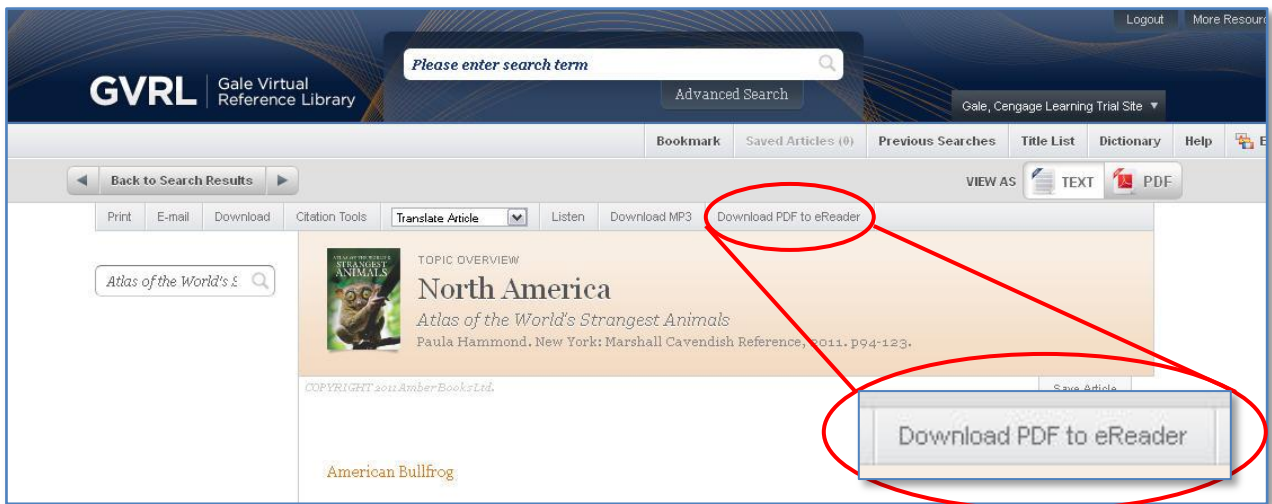 Logout More Resour
Please enter search term
GVRL Gale Virtual
Reference Library
Advanced Search
Gale, Cengage Learning Trial Site
Bookmark Saved Articles (0) Previous Searches Title List Dictionary Help E
Back to Search Results VIEW AS TEXT PDF
Print E-mail Download Citation Tools Translate Article Listen Download MP3 Download PDF to eReader
Atlas of the World's S
STRANGEST
ANIMALS
TOPIC OVERVIEW
North America
Atlas of the World's Strangest Animals
Paula Hammond. New York: Marshall Cavendish Reference, 2011. p94-123.
COPYRIGHT 2011 Amber Books Ltd.
Save Article
Download PDF to eReader
American Bullfrog